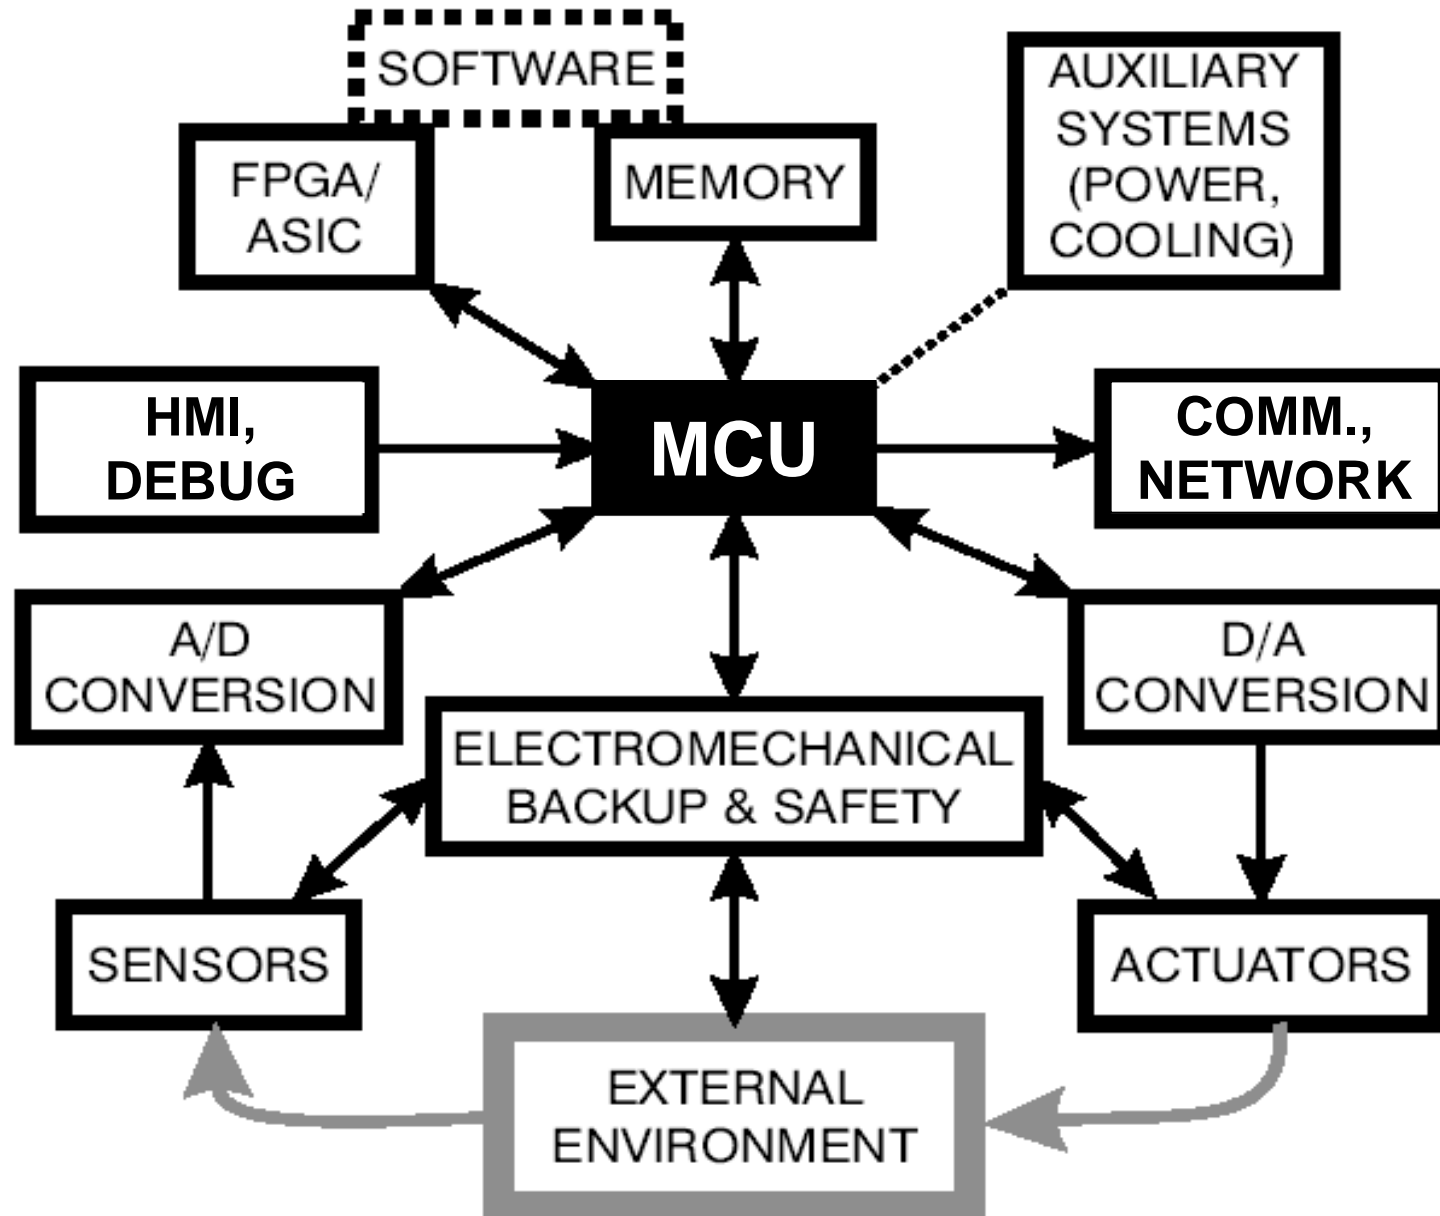 SOFTWARE
AUXILIARY
SYSTEMS
(POWER,
COOLING)
FPGA/
ASIC
MEMORY
HMI,
DEBUG
MCU
COMM.,
NETWORK
A/D
CONVERSION
D/A
CONVERSION
ELECTROMECHANICAL
BACKUP & SAFETY
SENSORS
ACTUATORS
EXTERNAL
ENVIRONMENT